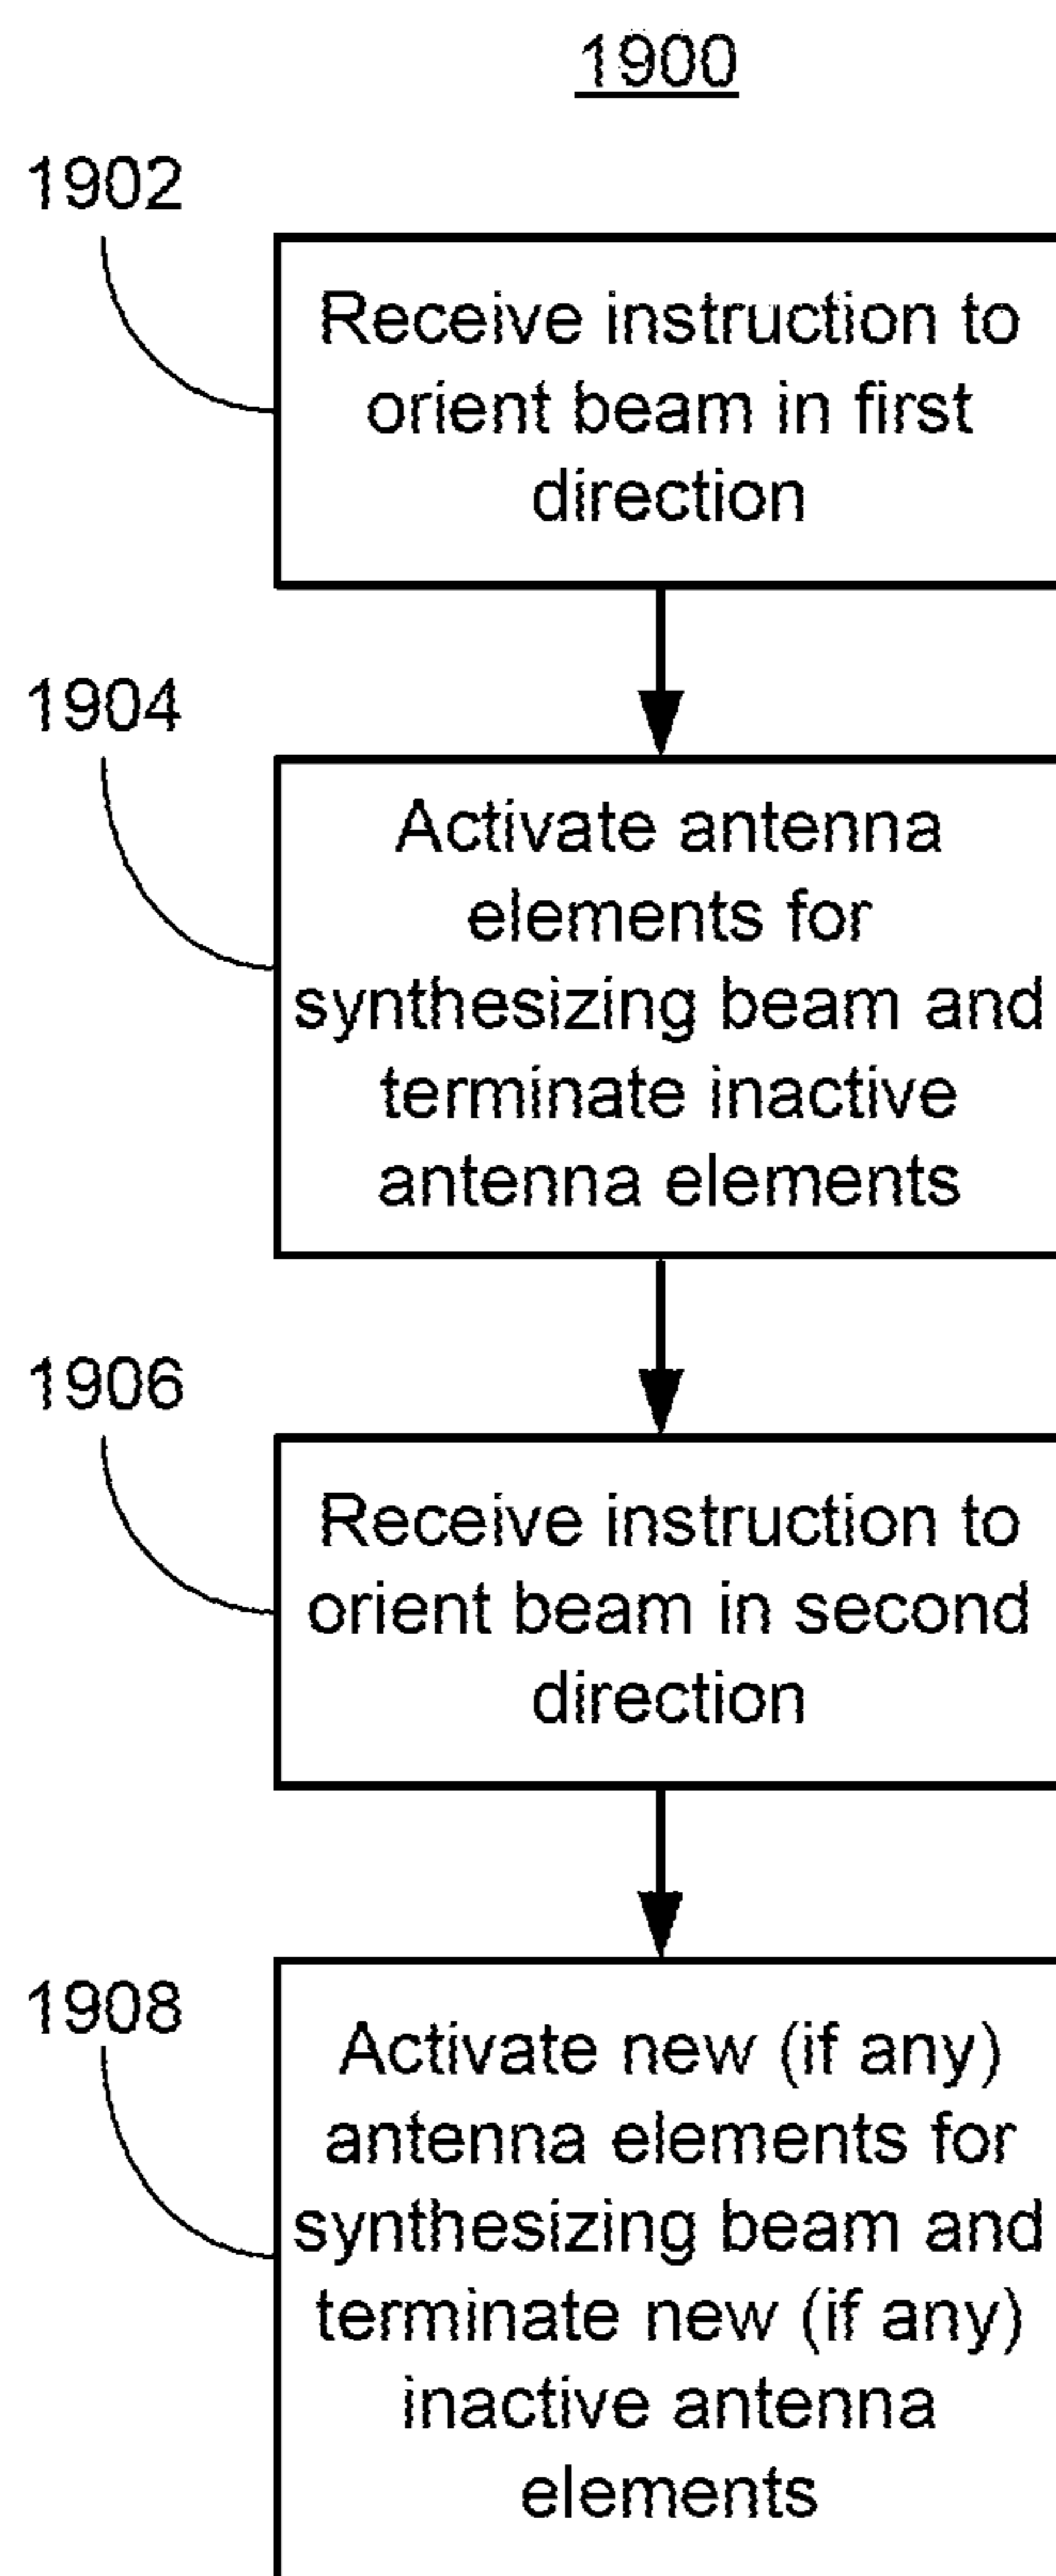 1900
1902
Receive instruction to
orient beam in first
direction
1904
Activate antenna
elements for
synthesizing beam and
terminate inactive
antenna elements
1906
Receive instruction to
orient beam in second
direction
1908
Activate new (if any)
antenna elements for
synthesizing beam and
terminate new (if any)
inactive antenna
elements